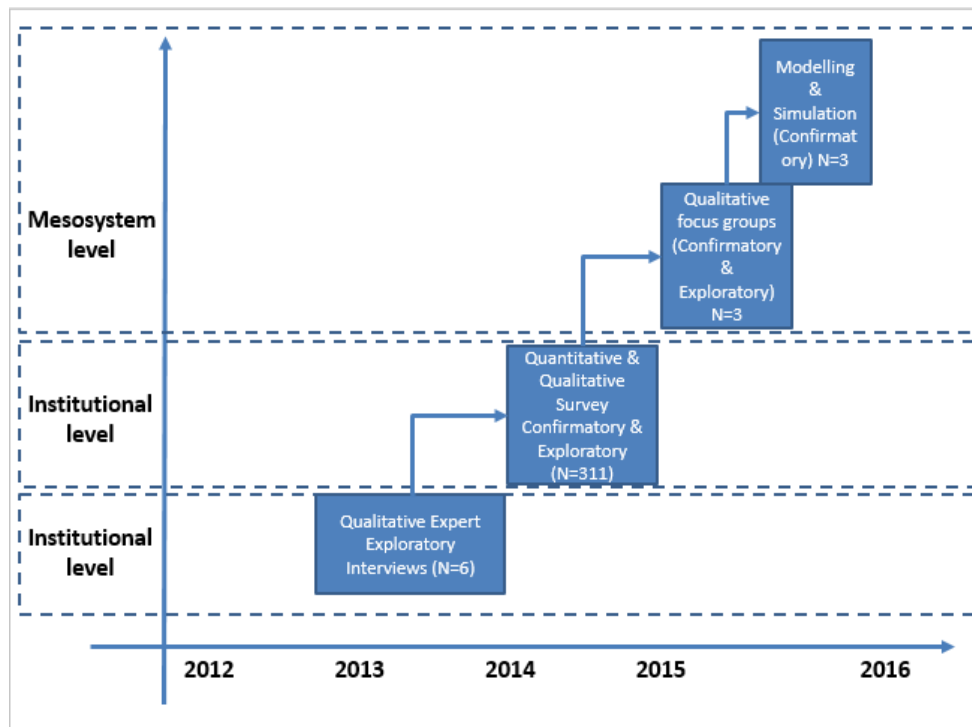 Modelling
&
Simulation
(Confirmat
ory) N=3
Mesosystem
level
Qualitative
focus groups
(Confirmatory
&
Exploratory)
N=3
Institutional
level
Quantitative &
Qualitative
Survey
Confirmatory &
Exploratory
(N=311)
Institutional
level
Qualitative Expert
Exploratory
Interviews (N=6)
2012
2013
2014
2015
2016